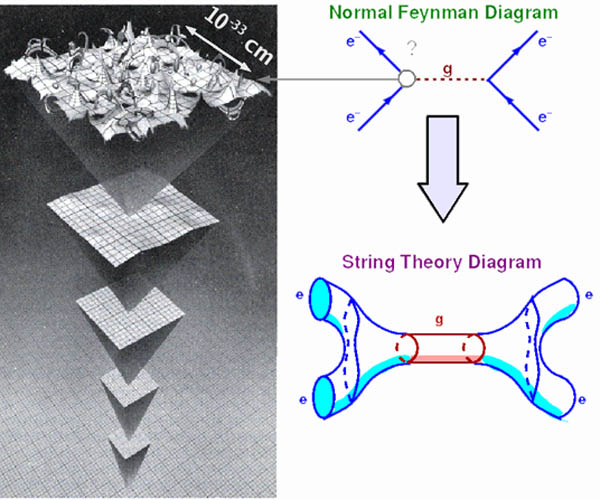 10⁻³³ cm
Normal Feynman Diagram
e⁻
e⁻
?
g
e⁻
e⁻
String Theory Diagram
e
g
e
e
e